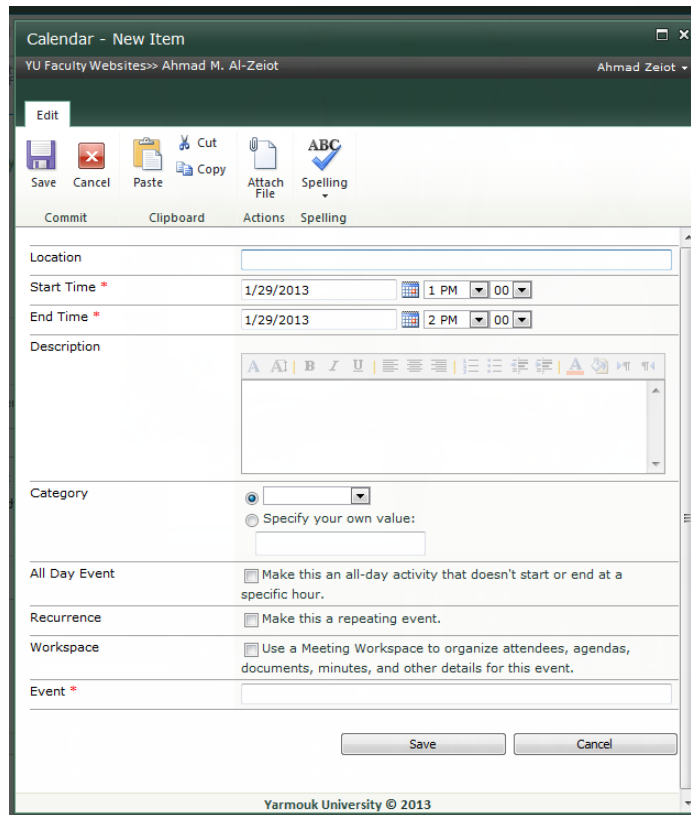 Calendar - New Item
YU Faculty Websites>> Ahmad M. Al-Zeiot
Ahmad Zeiot
Edit
Save
Cancel
Paste
Cut
Copy
Attach
File
ABC
Spelling
Commit
Clipboard
Actions
Spelling
Location
Start Time *
1/29/2013
1 PM
00
End Time *
1/29/2013
2 PM
00
Description
A A B I U A
Category
Specify your own value:
All Day Event
Make this an all-day activity that doesn't start or end at a
specific hour.
Recurrence
Make this a repeating event.
Workspace
Use a Meeting Workspace to organize attendees, agendas,
documents, minutes, and other details for this event.
Event *
Save
Cancel
Yarmouk University © 2013